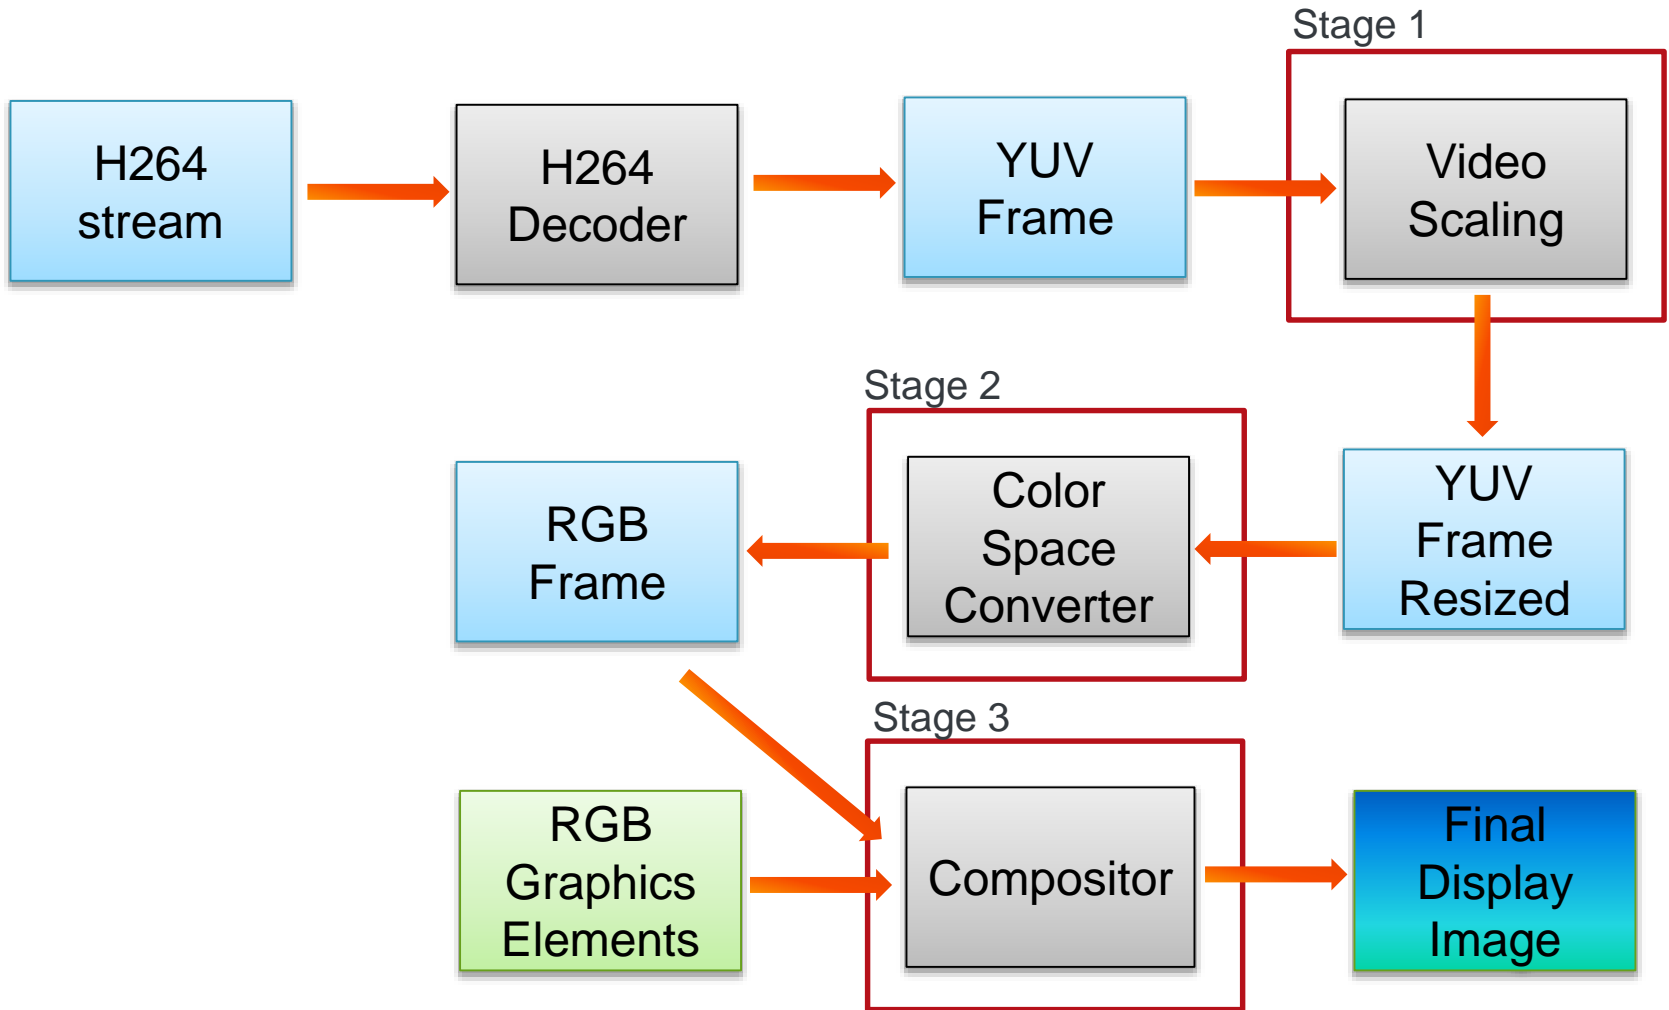 Stage 1
H264
stream
H264
Decoder
YUV
Frame
Video
Scaling
Stage 2
RGB
Frame
Color
Space
Converter
YUV
Frame
Resized
Stage 3
RGB
Graphics
Elements
Compositor
Final
Display
Image